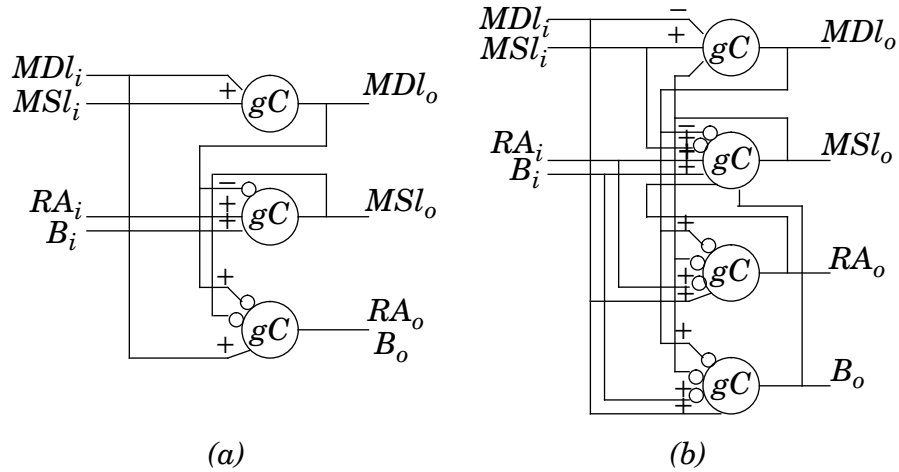 MDl_i
MSl_i
+
gC
MDl_o
RA_i
B_i
−
+
+
gC
MSl_o
+
+
gC
RA_o
B_o
(a)
MDl_i
MSl_i
−
+
gC
MDl_o
RA_i
B_i
−
+
+
+
gC
MSl_o
+
+
+
gC
RA_o
+
+
+
gC
B_o
(b)